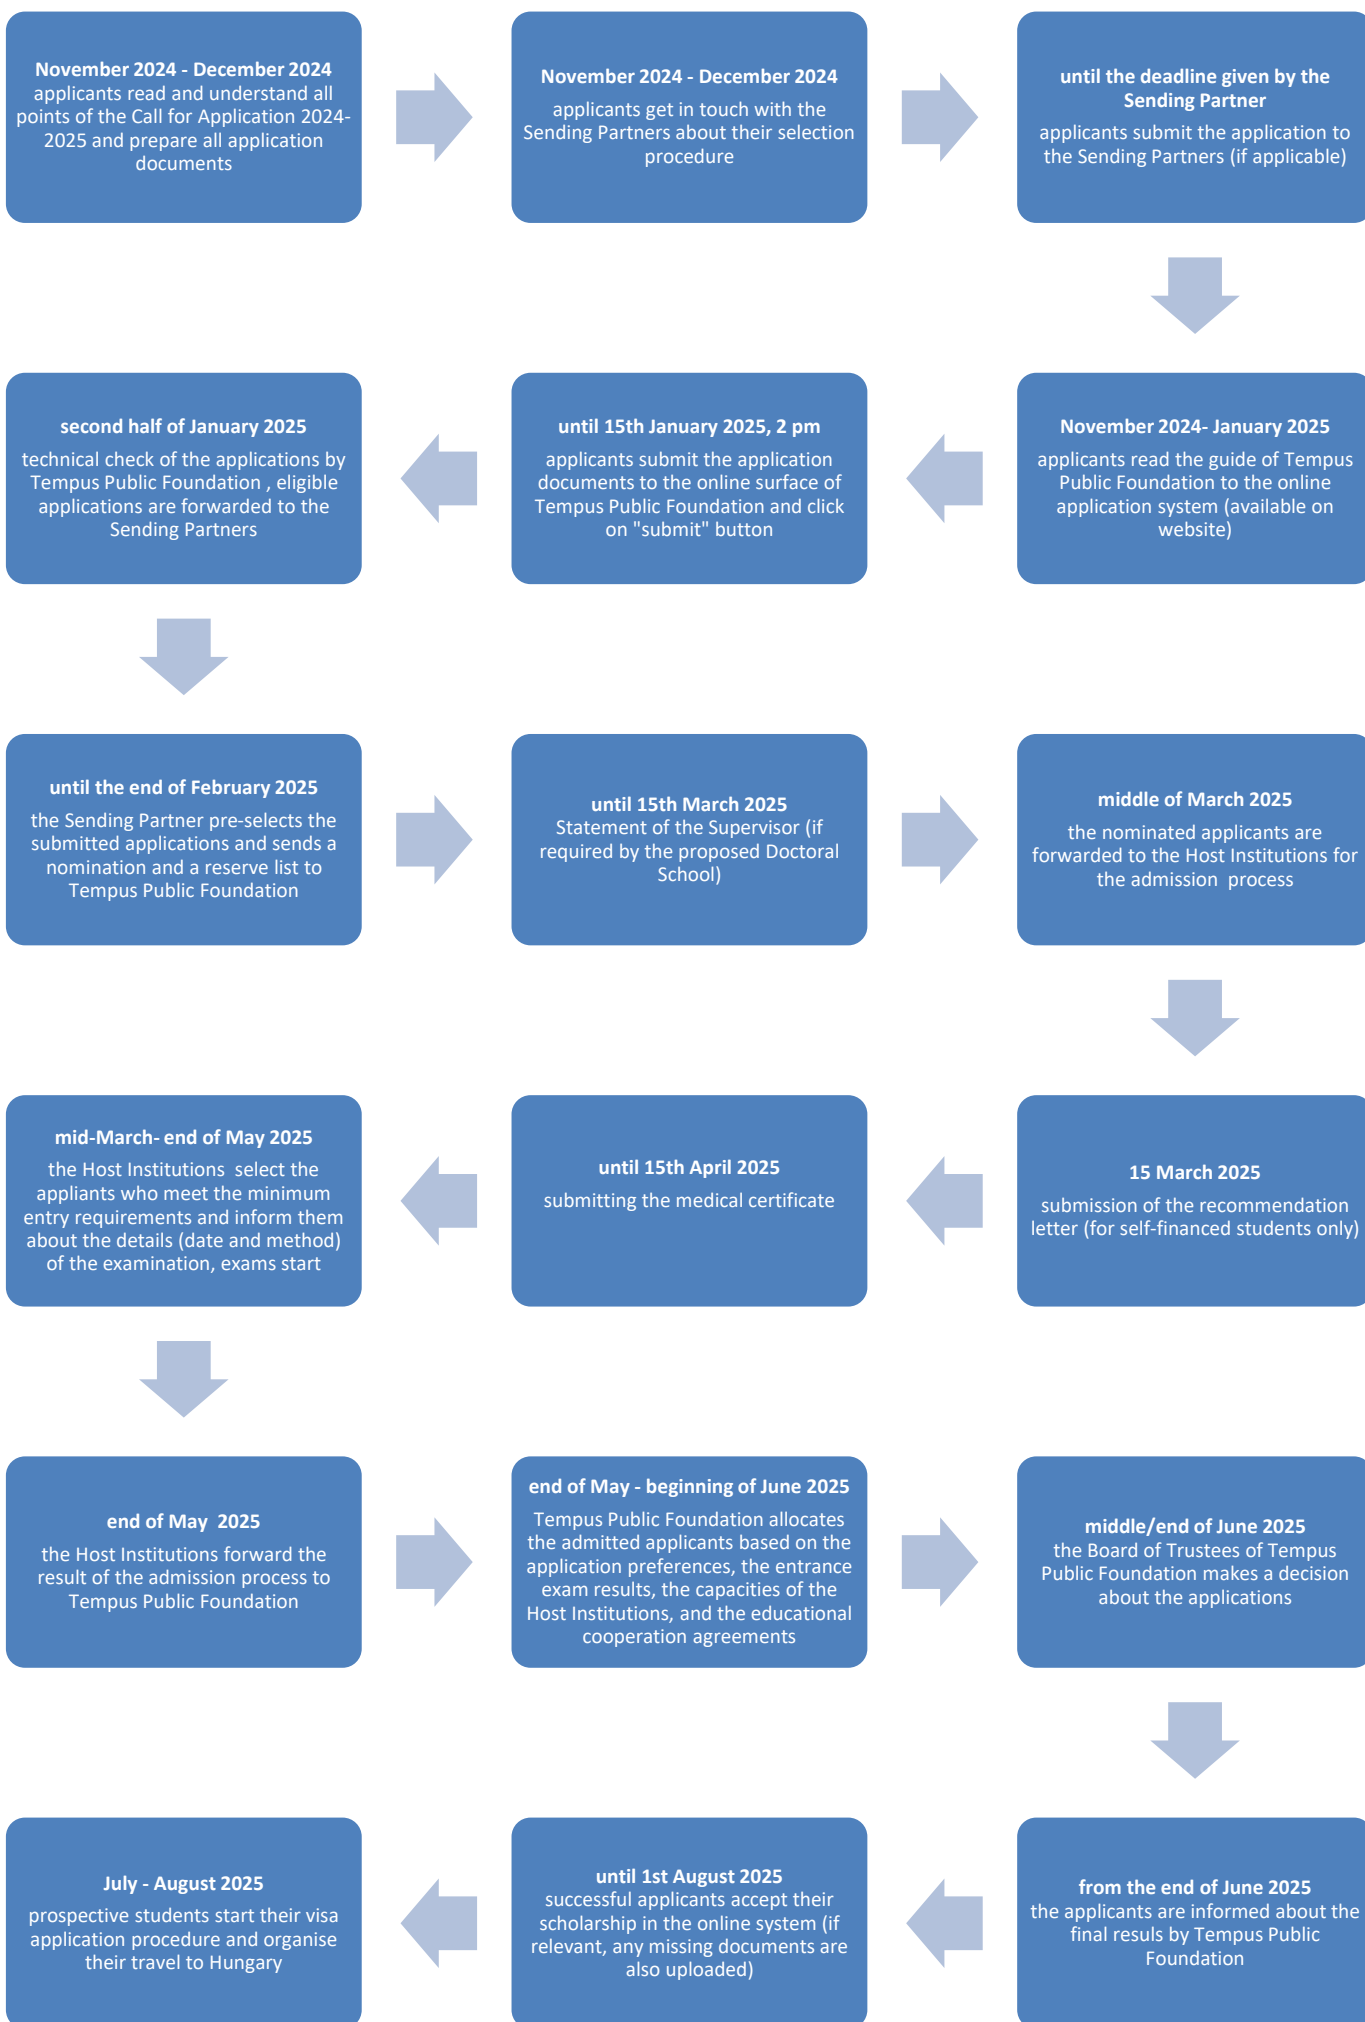 November 2024 - December 2024
applicants read and understand all
points of the Call for Application 2024-
2025 and prepare all application
documents
November 2024 - December 2024
applicants get in touch with the
Sending Partners about their selection
procedure
until the deadline given by the
Sending Partner
applicants submit the application to
the Sending Partners (if applicable)
November 2024- January 2025
applicants read the guide of Tempus
Public Foundation to the online
application system (available on
website)
until 15th January 2025, 2 pm
applicants submit the application
documents to the online surface of
Tempus Public Foundation and click
on "submit" button
second half of January 2025
technical check of the applications by
Tempus Public Foundation , eligible
applications are forwarded to the
Sending Partners
until the end of February 2025
the Sending Partner pre-selects the
submitted applications and sends a
nomination and a reserve list to
Tempus Public Foundation
until 15th March 2025
Statement of the Supervisor (if
required by the proposed Doctoral
School)
middle of March 2025
the nominated applicants are
forwarded to the Host Institutions for
the admission  process
15 March 2025
submission of the recommendation
letter (for self-financed students only)
until 15th April 2025
submitting the medical certificate
mid-March- end of May 2025
the Host Institutions  select the
appliants who meet the minimum
entry requirements and inform them
about the details (date and method)
of the examination, exams start
end of May  2025
the Host Institutions forward the
result of the admission process to
Tempus Public Foundation
end of May - beginning of June 2025
Tempus Public Foundation allocates
the admitted applicants based on the
application preferences, the entrance
exam results, the capacities of the
Host Institutions, and the educational
cooperation agreements
middle/end of June 2025
the Board of Trustees of Tempus
Public Foundation makes a decision
about the applications
from the end of June 2025
the applicants are informed about the
final resuls by Tempus Public
Foundation
until 1st August 2025
successful applicants accept their
scholarship in the online system (if
relevant, any missing documents are
also uploaded)
July - August 2025
prospective students start their visa
application procedure and organise
their travel to Hungary